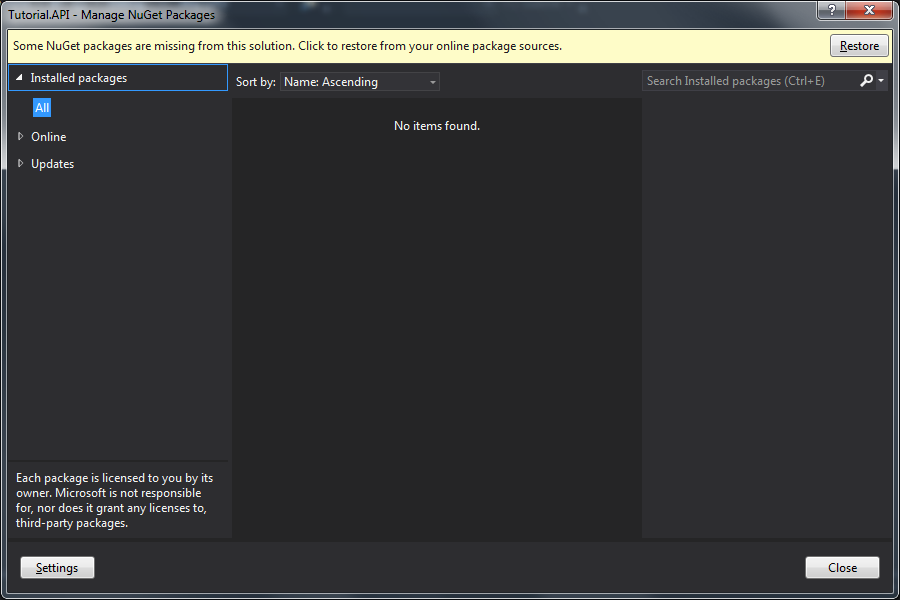 Tutorial.API - Manage NuGet Packages
?
Some NuGet packages are missing from this solution. Click to restore from your online package sources.
Restore
Installed packages
Sort by: Name: Ascending
Search Installed packages (Ctrl+E)
All
No items found.
Online
Updates
Each package is licensed to you by its
owner. Microsoft is not responsible
for, nor does it grant any licenses to,
third-party packages.
Settings
Close